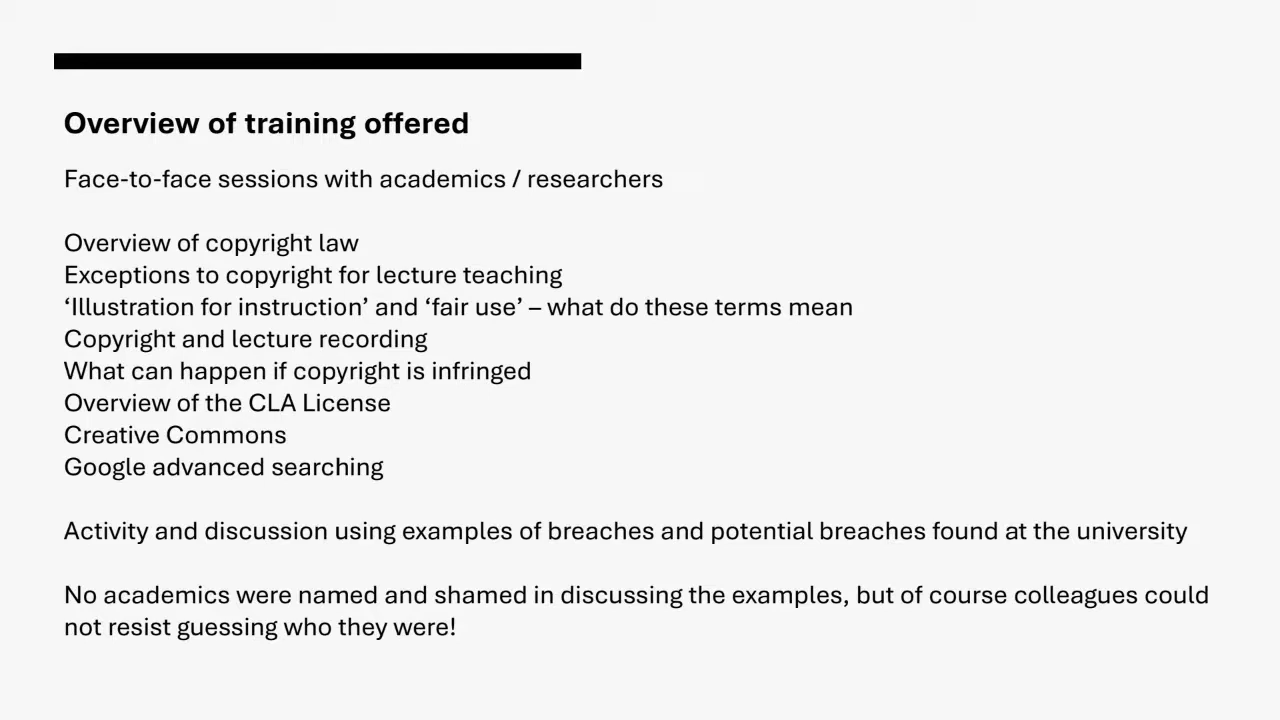 Overview of training offered
Face-to-face sessions with academics / researchers
Overview of copyright law
Exceptions to copyright for lecture teaching
‘Illustration for instruction’ and ‘fair use’ – what do these terms mean
Copyright and lecture recording
What can happen if copyright is infringed
Overview of the CLA License
Creative Commons
Google advanced searching
Activity and discussion using examples of breaches and potential breaches found at the university
No academics were named and shamed in discussing the examples, but of course colleagues could
not resist guessing who they were!